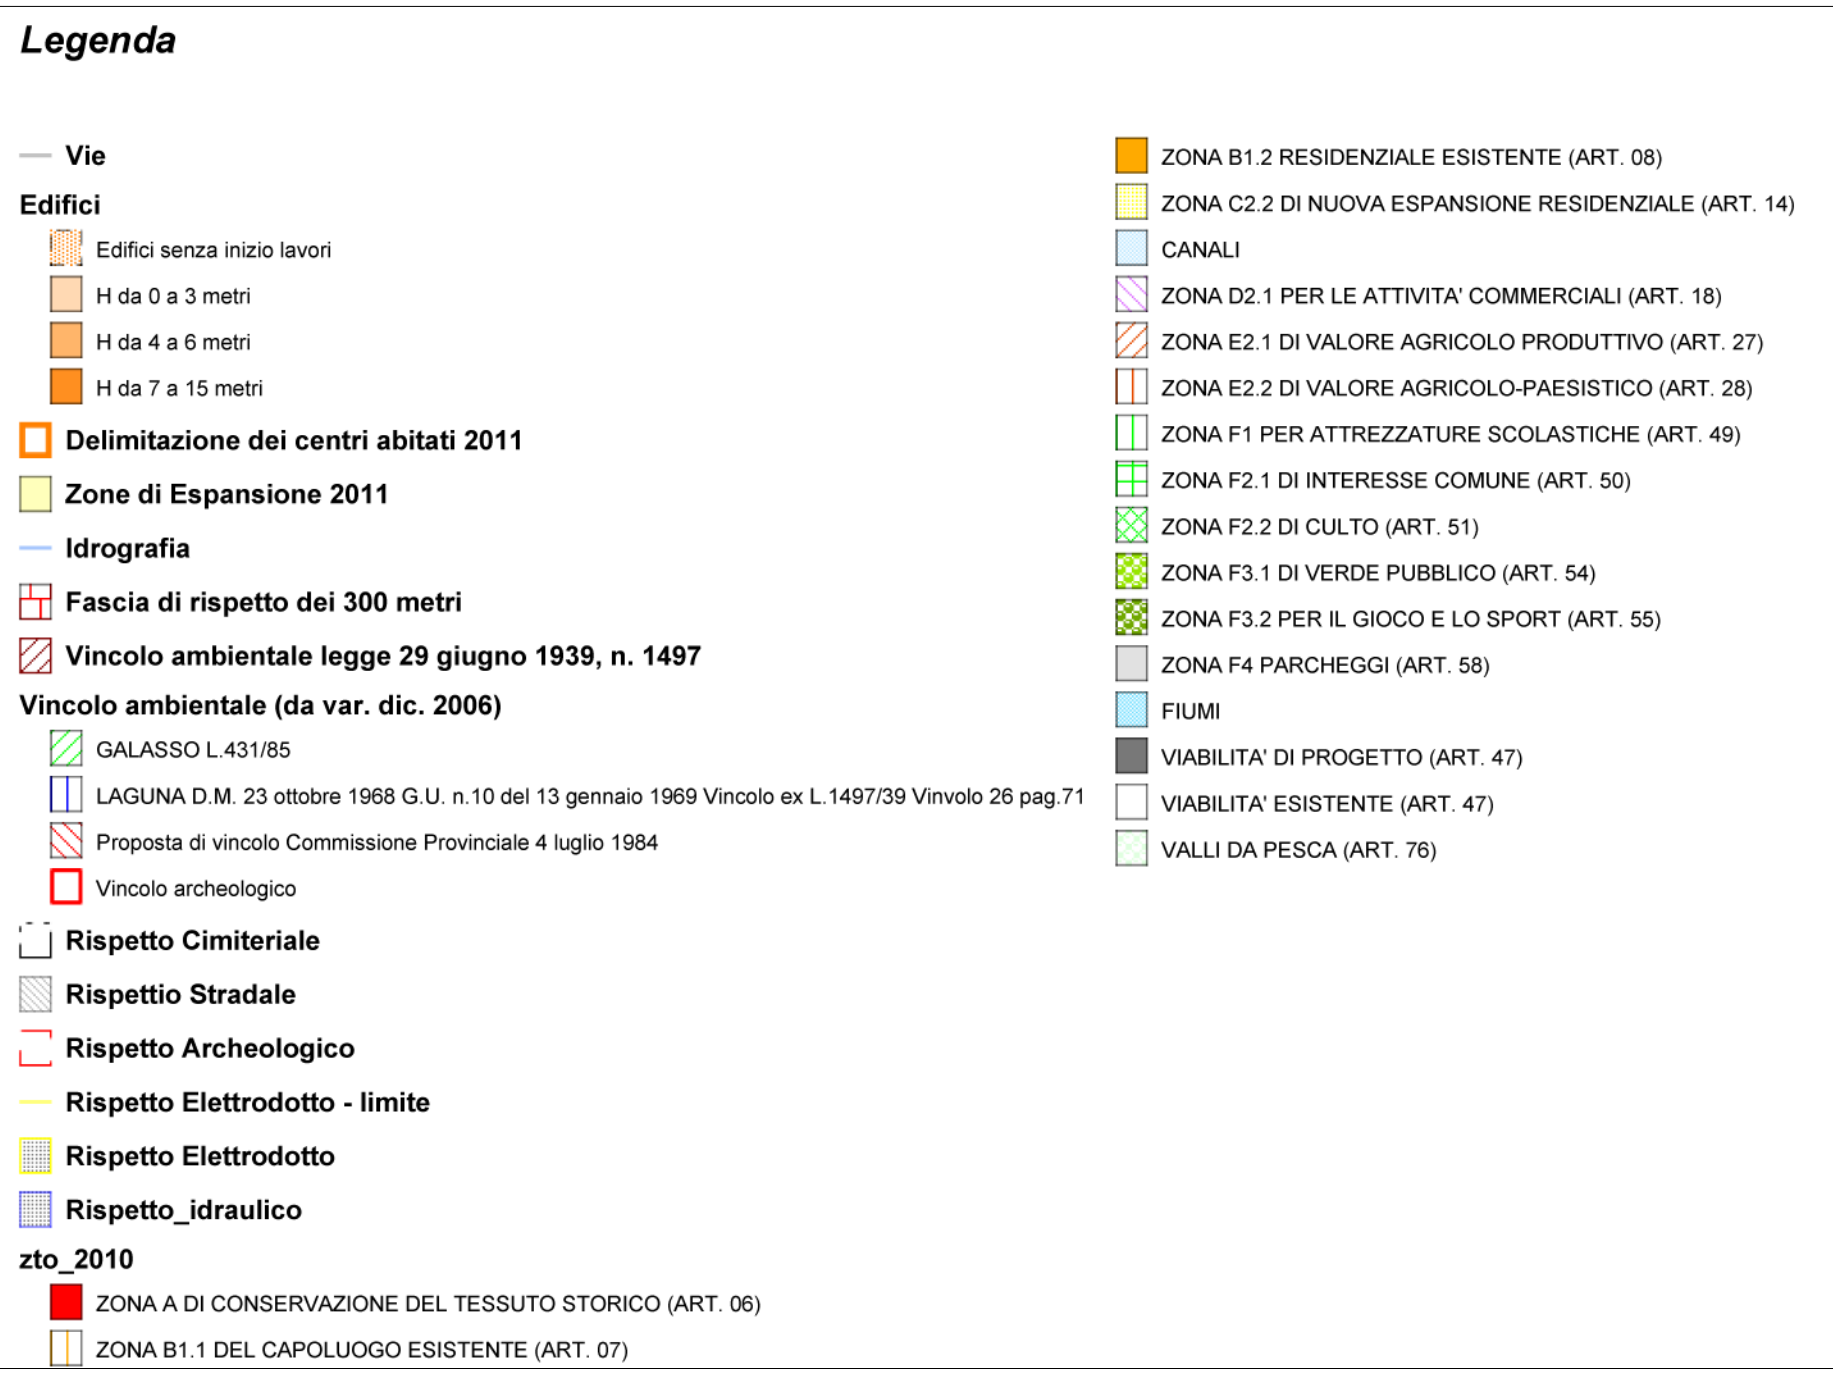 Legenda
Vie
Edifici
Edifici senza inizio lavori
H da 0 a 3 metri
H da 4 a 6 metri
H da 7 a 15 metri
Delimitazione dei centri abitati 2011
Zone di Espansione 2011
Idrografia
Fascia di rispetto dei 300 metri
Vincolo ambientale legge 29 giugno 1939, n. 1497
Vincolo ambientale (da var. dic. 2006)
GALASSO L.431/85
LAGUNA D.M. 23 ottobre 1968 G.U. n.10 del 13 gennaio 1969 Vincolo ex L.1497/39 Vinvolo 26 pag.71
Proposta di vincolo Commissione Provinciale 4 luglio 1984
Vincolo archeologico
Rispetto Cimiteriale
Rispettio Stradale
Rispetto Archeologico
Rispetto Elettrodotto - limite
Rispetto Elettrodotto
Rispetto_idraulico
zto_2010
ZONA A DI CONSERVAZIONE DEL TESSUTO STORICO (ART. 06)
ZONA B1.1 DEL CAPOLUOGO ESISTENTE (ART. 07)
ZONA B1.2 RESIDENZIALE ESISTENTE (ART. 08)
ZONA C2.2 DI NUOVA ESPANSIONE RESIDENZIALE (ART. 14)
CANALI
ZONA D2.1 PER LE ATTIVITA' COMMERCIALI (ART. 18)
ZONA E2.1 DI VALORE AGRICOLO PRODUTTIVO (ART. 27)
ZONA E2.2 DI VALORE AGRICOLO-PAESISTICO (ART. 28)
ZONA F1 PER ATTREZZATURE SCOLASTICHE (ART. 49)
ZONA F2.1 DI INTERESSE COMUNE (ART. 50)
ZONA F2.2 DI CULTO (ART. 51)
ZONA F3.1 DI VERDE PUBBLICO (ART. 54)
ZONA F3.2 PER IL GIOCO E LO SPORT (ART. 55)
ZONA F4 PARCHEGGI (ART. 58)
FIUMI
VIABILITA' DI PROGETTO (ART. 47)
VIABILITA' ESISTENTE (ART. 47)
VALLI DA PESCA (ART. 76)